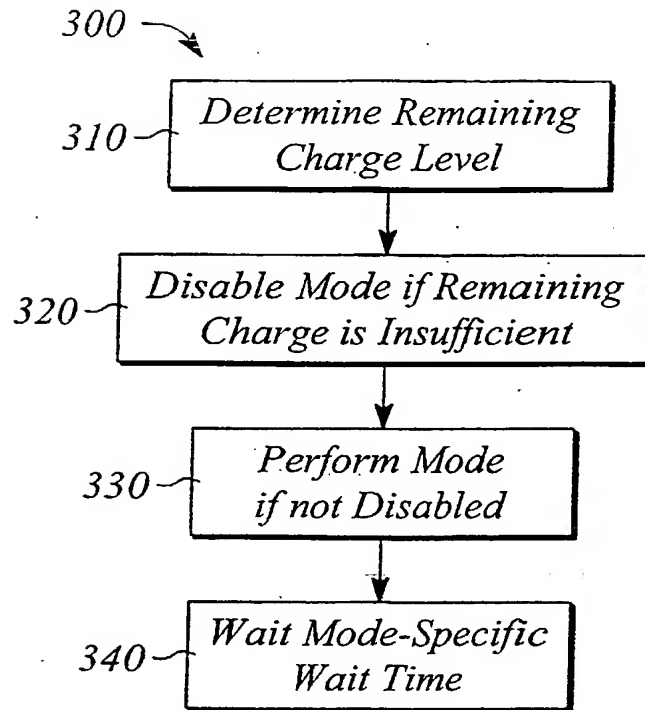 300
310
Determine Remaining
Charge Level
320
Disable Mode if Remaining
Charge is Insufficient
330
Perform Mode
if not Disabled
340
Wait Mode-Specific
Wait Time